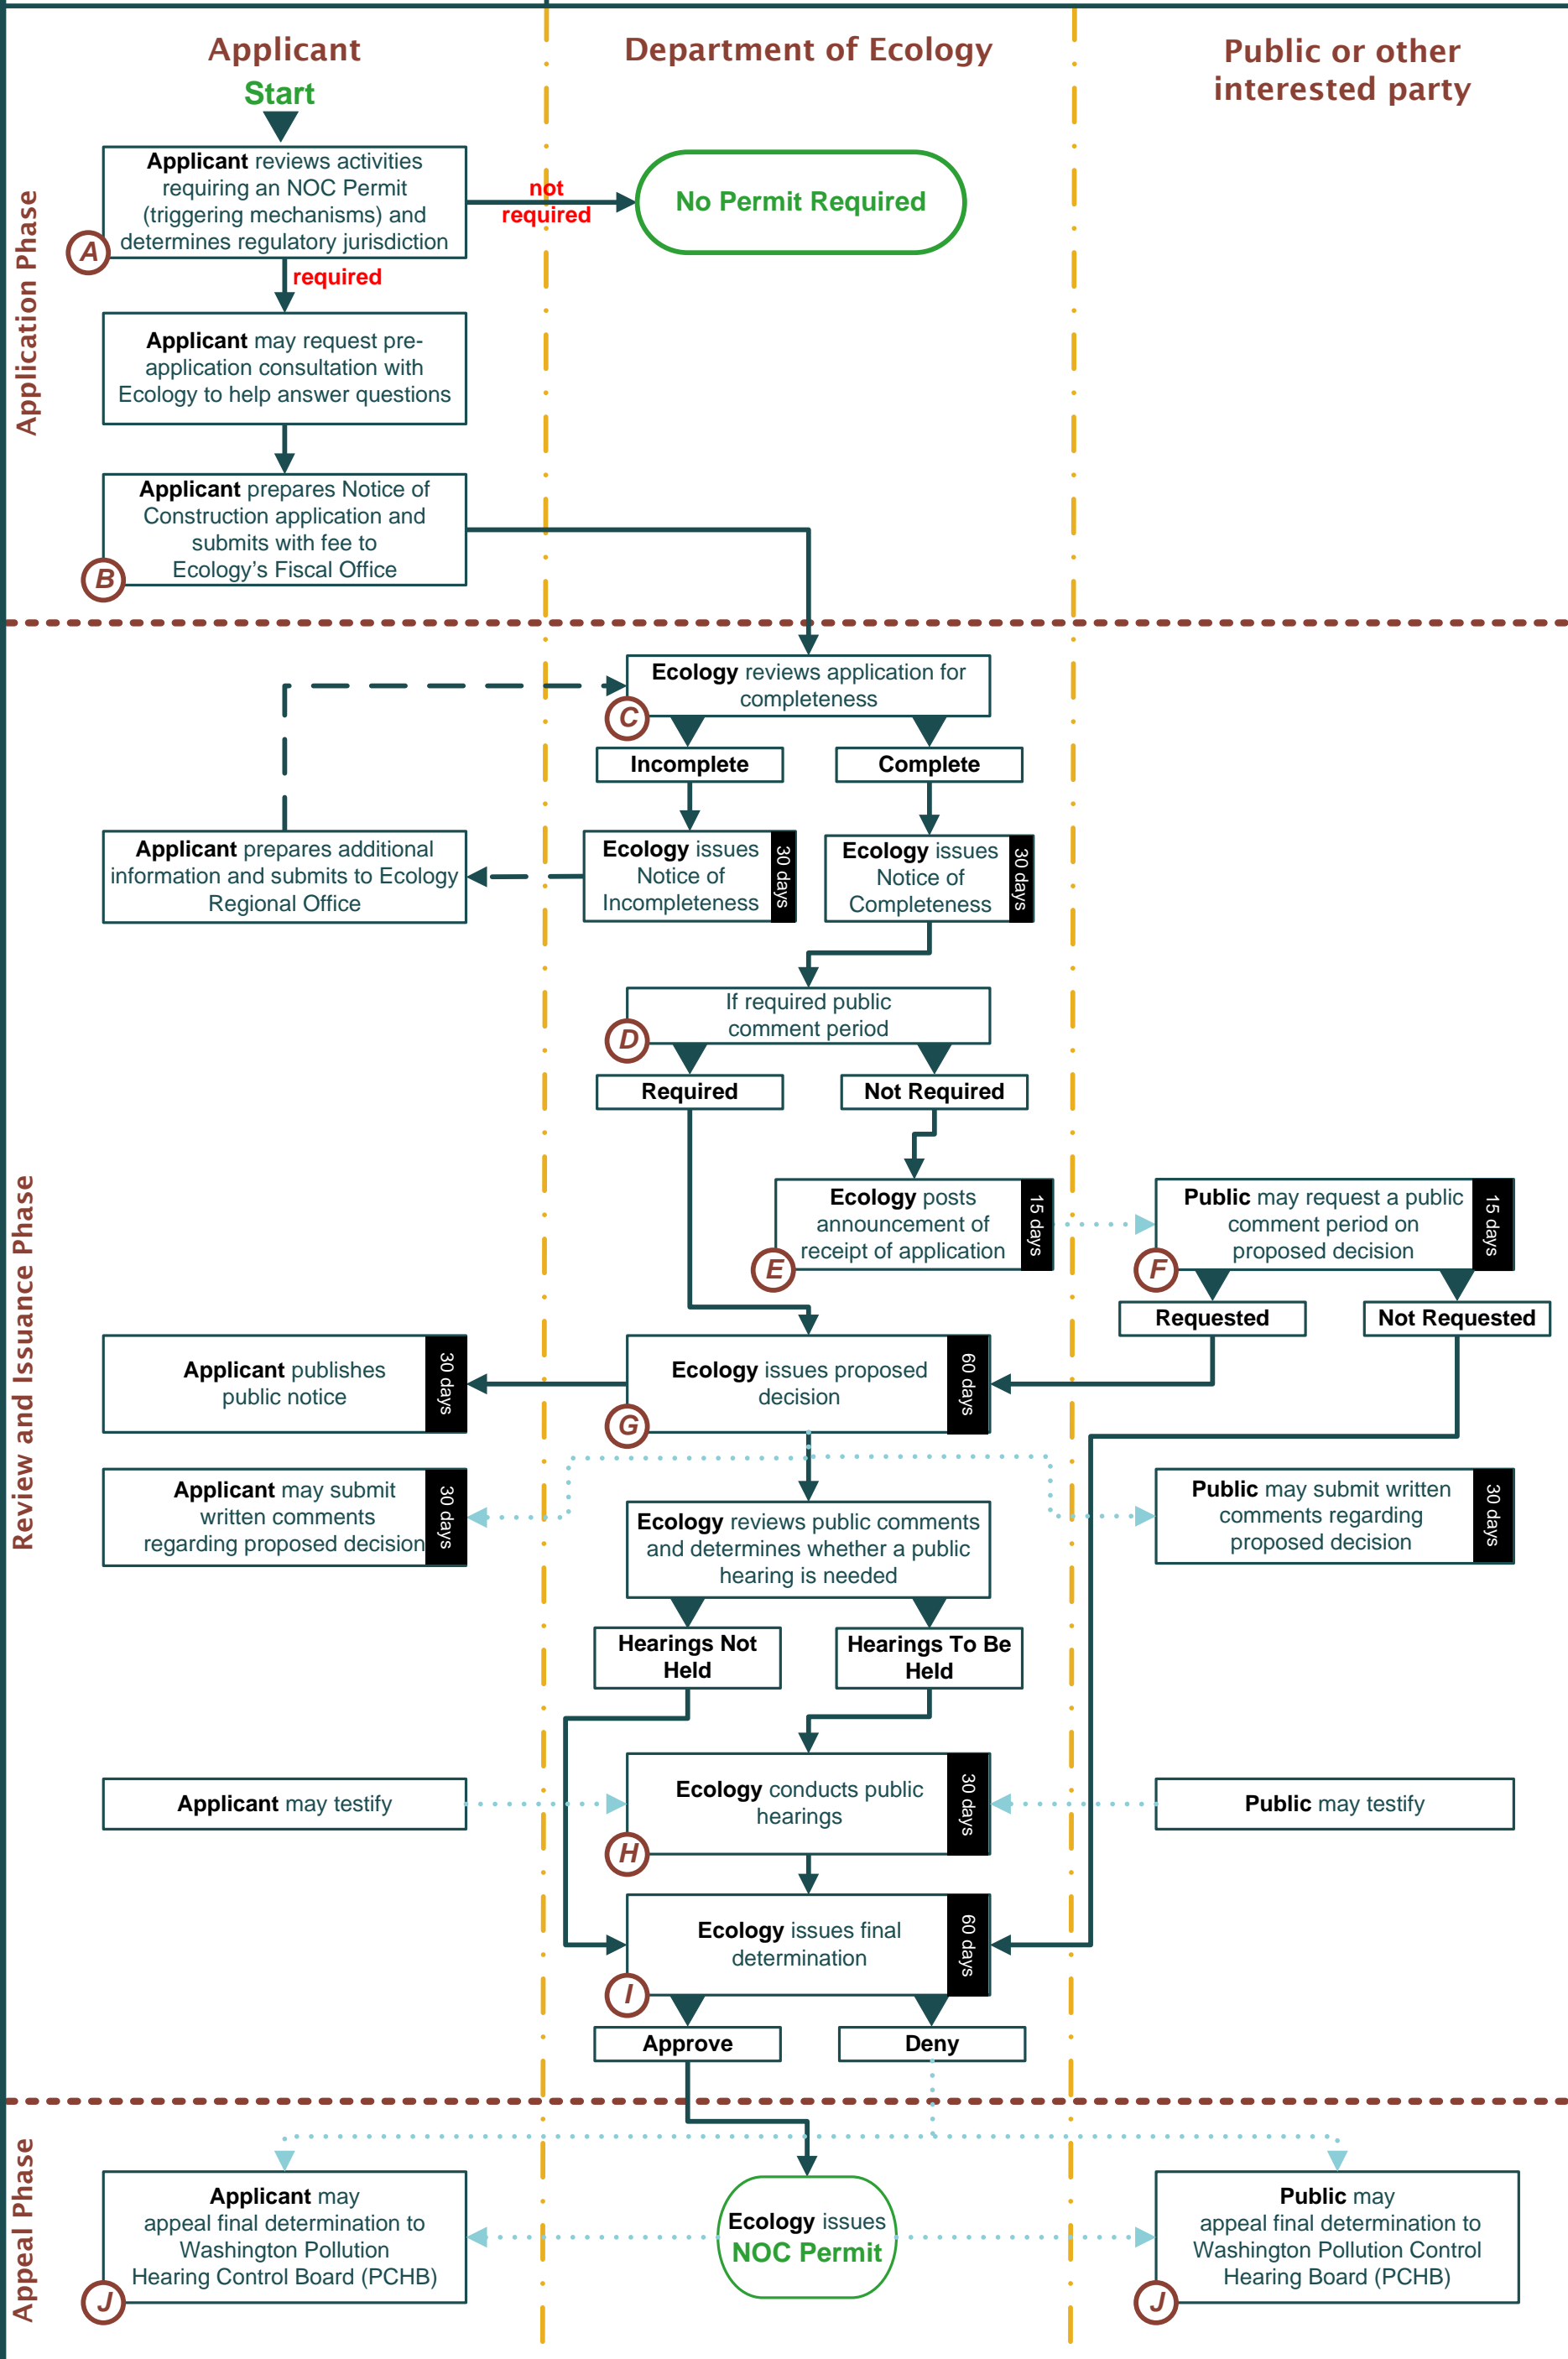 Applicant
Department of Ecology
Public or other
interested party
Start
Application Phase
Applicant reviews activities
requiring an NOC Permit
(triggering mechanisms) and
determines regulatory jurisdiction
A
not
required
No Permit Required
required
Applicant may request pre-
application consultation with
Ecology to help answer questions
Applicant prepares Notice of
Construction application and
submits with fee to
Ecology's Fiscal Office
B
Review and Issuance Phase
Ecology reviews application for
completeness
C
Incomplete
Complete
Applicant prepares additional
information and submits to Ecology
Regional Office
Ecology issues
Notice of
Incompleteness
30 days
Ecology issues
Notice of
Completeness
30 days
If required public
comment period
D
Required
Not Required
Ecology posts
announcement of
receipt of application
15 days
E
Public may request a public
comment period on
proposed decision
15 days
F
Requested
Not Requested
Applicant publishes
public notice
30 days
Ecology issues proposed
decision
60 days
G
Applicant may submit
written comments
regarding proposed decision
30 days
Ecology reviews public comments
and determines whether a public
hearing is needed
Public may submit written
comments regarding
proposed decision
30 days
Hearings Not
Held
Hearings To Be
Held
Applicant may testify
Ecology conducts public
hearings
30 days
H
Public may testify
Ecology issues final
determination
60 days
I
Approve
Deny
Appeal Phase
Applicant may
appeal final determination to
Washington Pollution
Hearing Control Board (PCHB)
J
Ecology issues
NOC Permit
Public may
appeal final determination to
Washington Pollution Control
Hearing Board (PCHB)
J